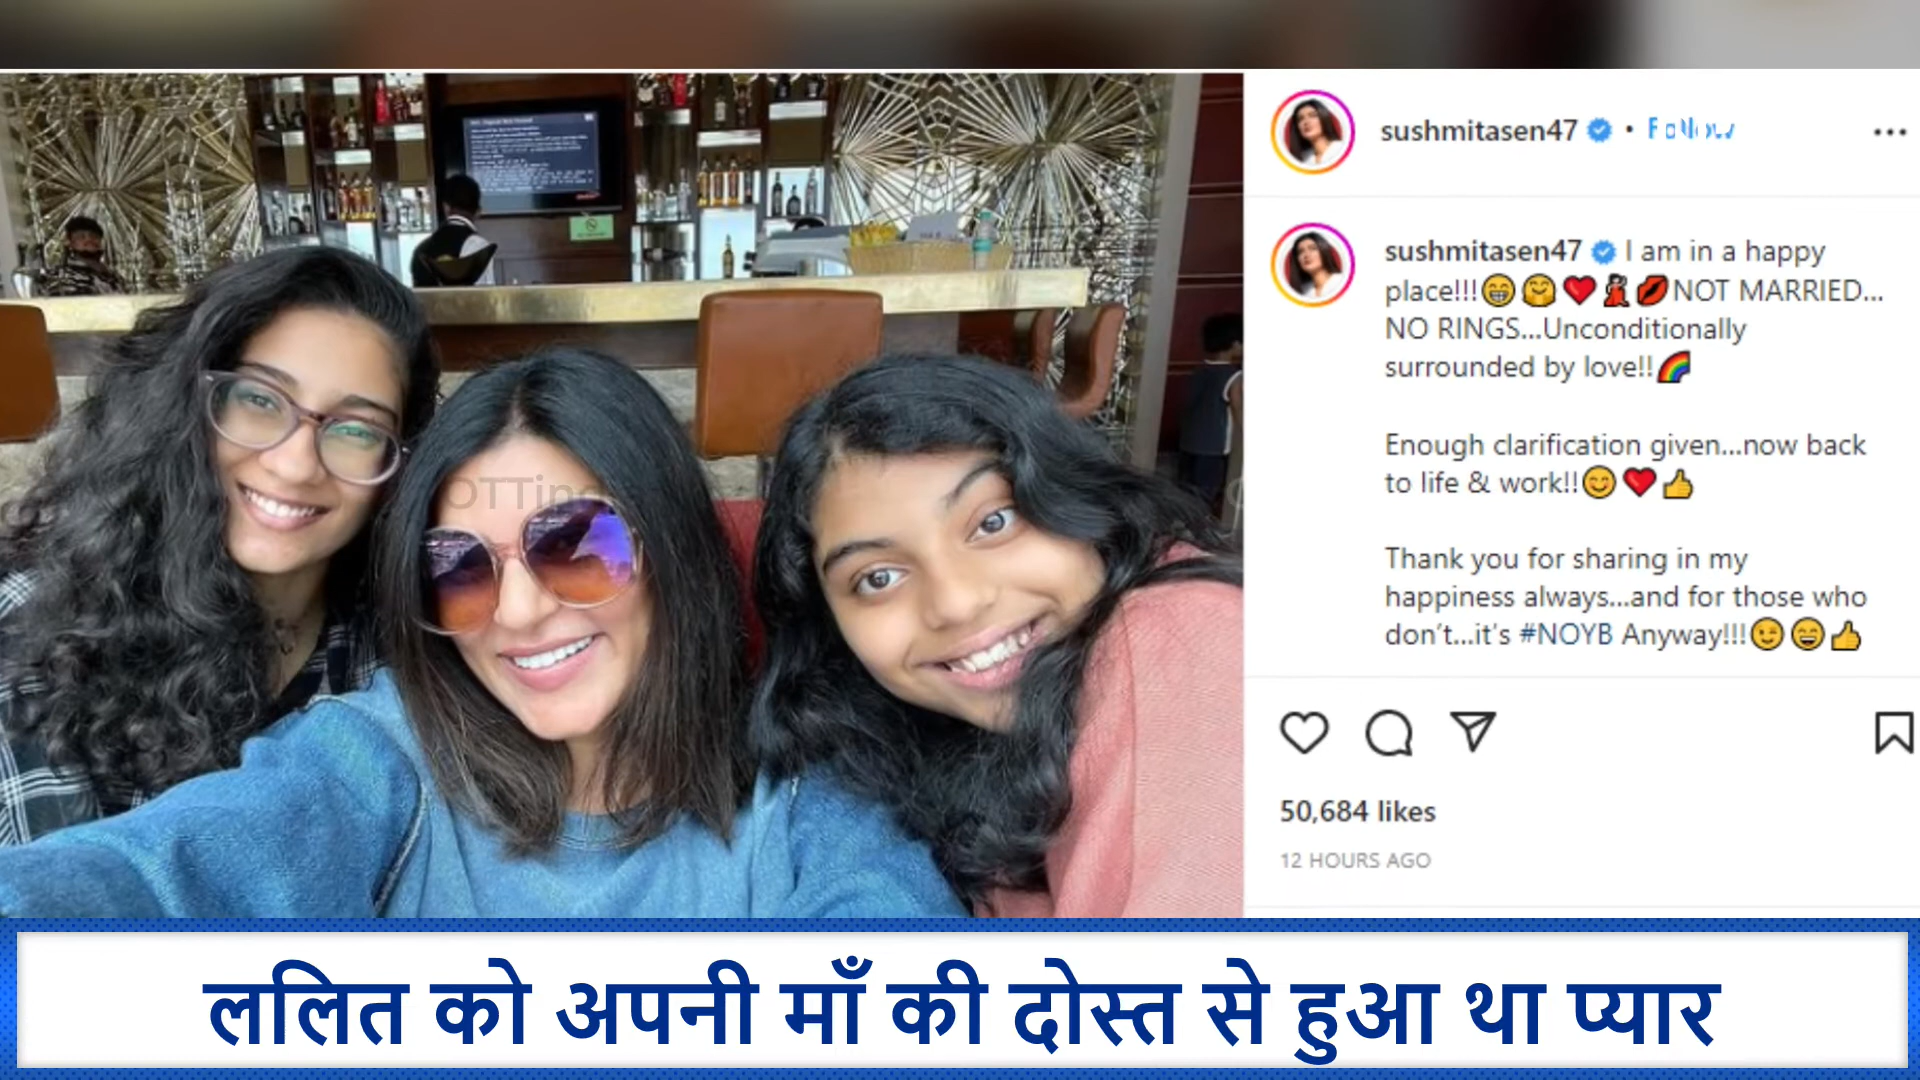 sushmitasen47 • Follow
sushmitasen47 I am in a happy
place!!!😁🤗❤️💃💋NOT MARRIED...
NO RINGS...Unconditionally
surrounded by love!!🌈
Enough clarification given...now back
to life & work!!😊❤️👍
Thank you for sharing in my
happiness always...and for those who
don't...it's #NOYB Anyway!!!😉😄👍
50,684 likes
12 HOURS AGO
ललित को अपनी माँ की दोस्त से हुआ था प्यार